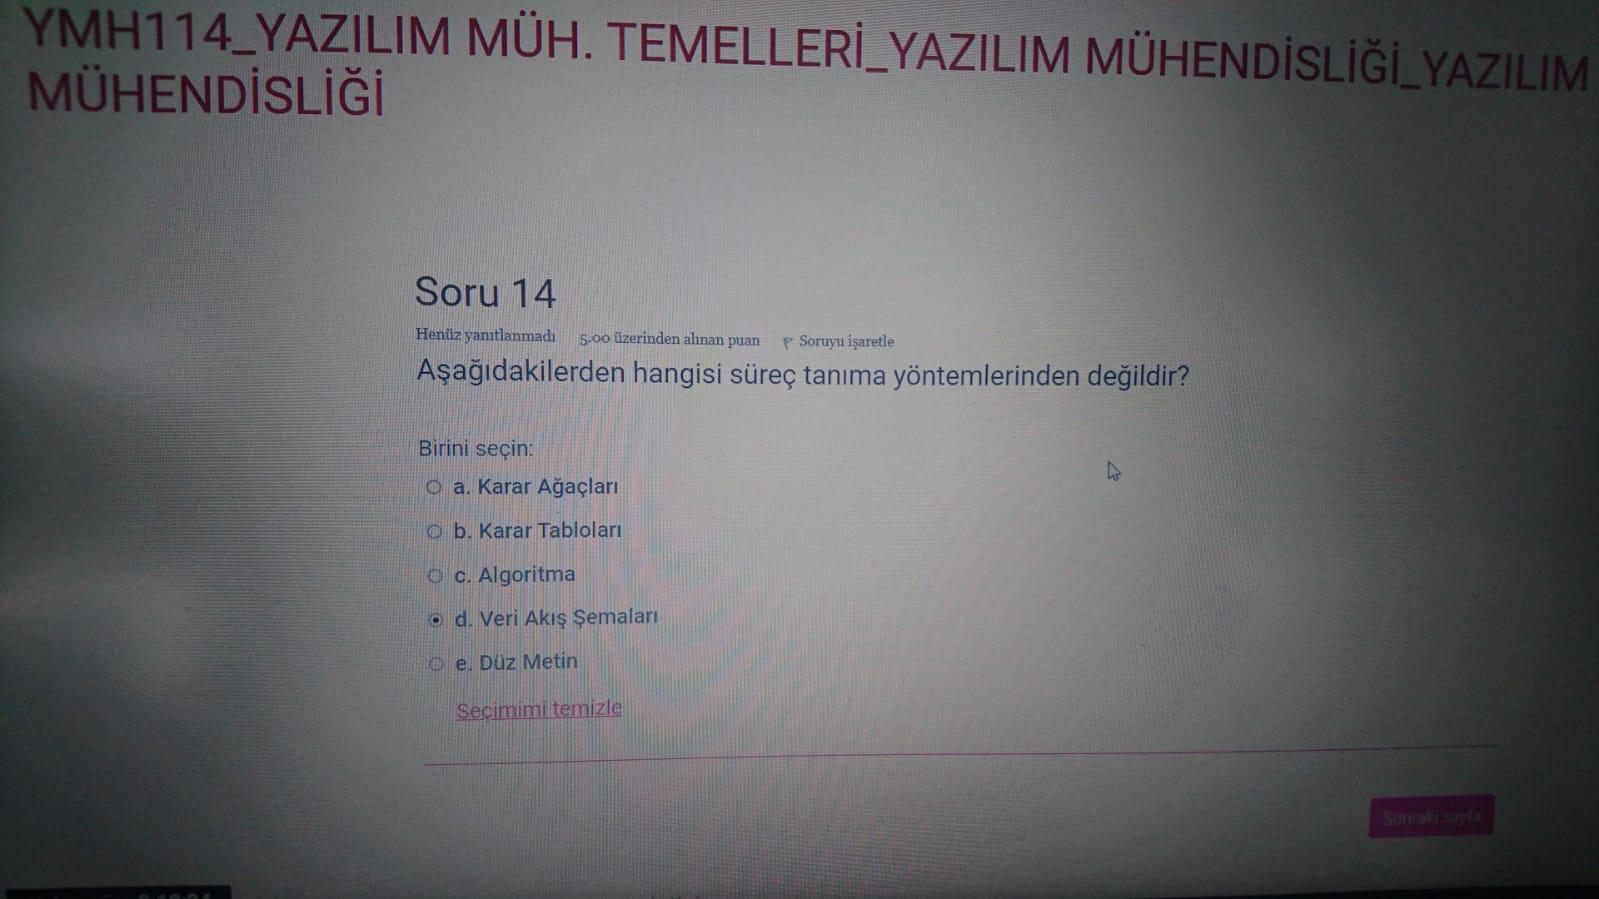 YMH114_YAZILIM MÜH. TEMELLERİ_YAZILIM MÜHENDİSLİĞİ_YAZILIM
MÜHENDİSLİĞİ
Soru 14
Henüz yanıtlanmadı 5.00 üzerinden alınan puan Soruyu işaretle
Aşağıdakilerden hangisi süreç tanıma yöntemlerinden değildir?
Birini seçin:
a. Karar Ağaçları
b. Karar Tabloları
c. Algoritma
d. Veri Akış Şemaları
e. Düz Metin
Seçimimi temizle
Sonraki sayfa